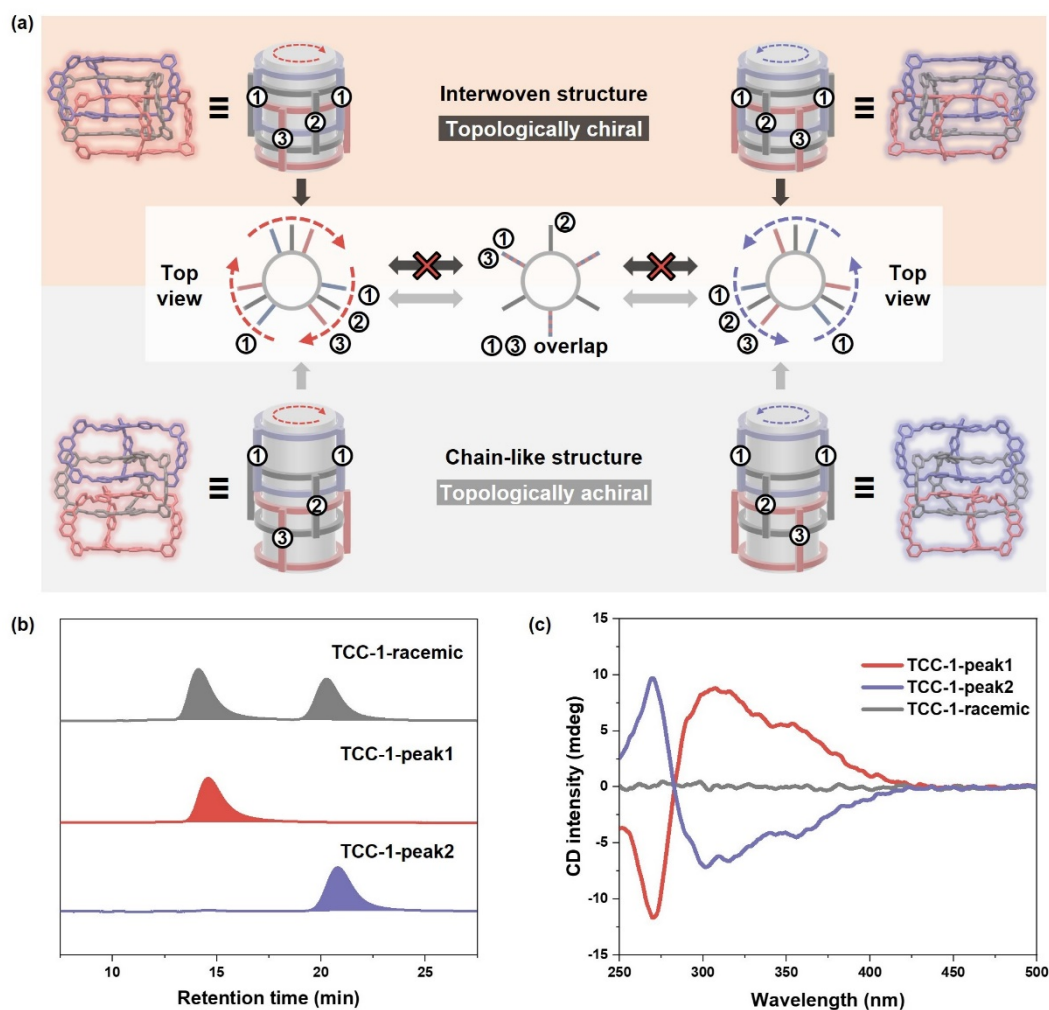 (a)
① ① ② ③
≡
Interwoven structure
Topologically chiral
① ① ② ③
≡
Top
view
① ② ③ ①
② ① ③
①③ overlap
① ② ③ ①
Top
view
≡
① ① ② ③
Chain-like structure
Topologically achiral
① ① ② ③
≡
(b)
TCC-1-racemic
TCC-1-peak1
TCC-1-peak2
10 15 20 25
Retention time (min)
(c)
CD intensity (mdeg)
15
10
5
0
-5
-10
-15
TCC-1-peak1
TCC-1-peak2
TCC-1-racemic
250 300 350 400 450 500
Wavelength (nm)